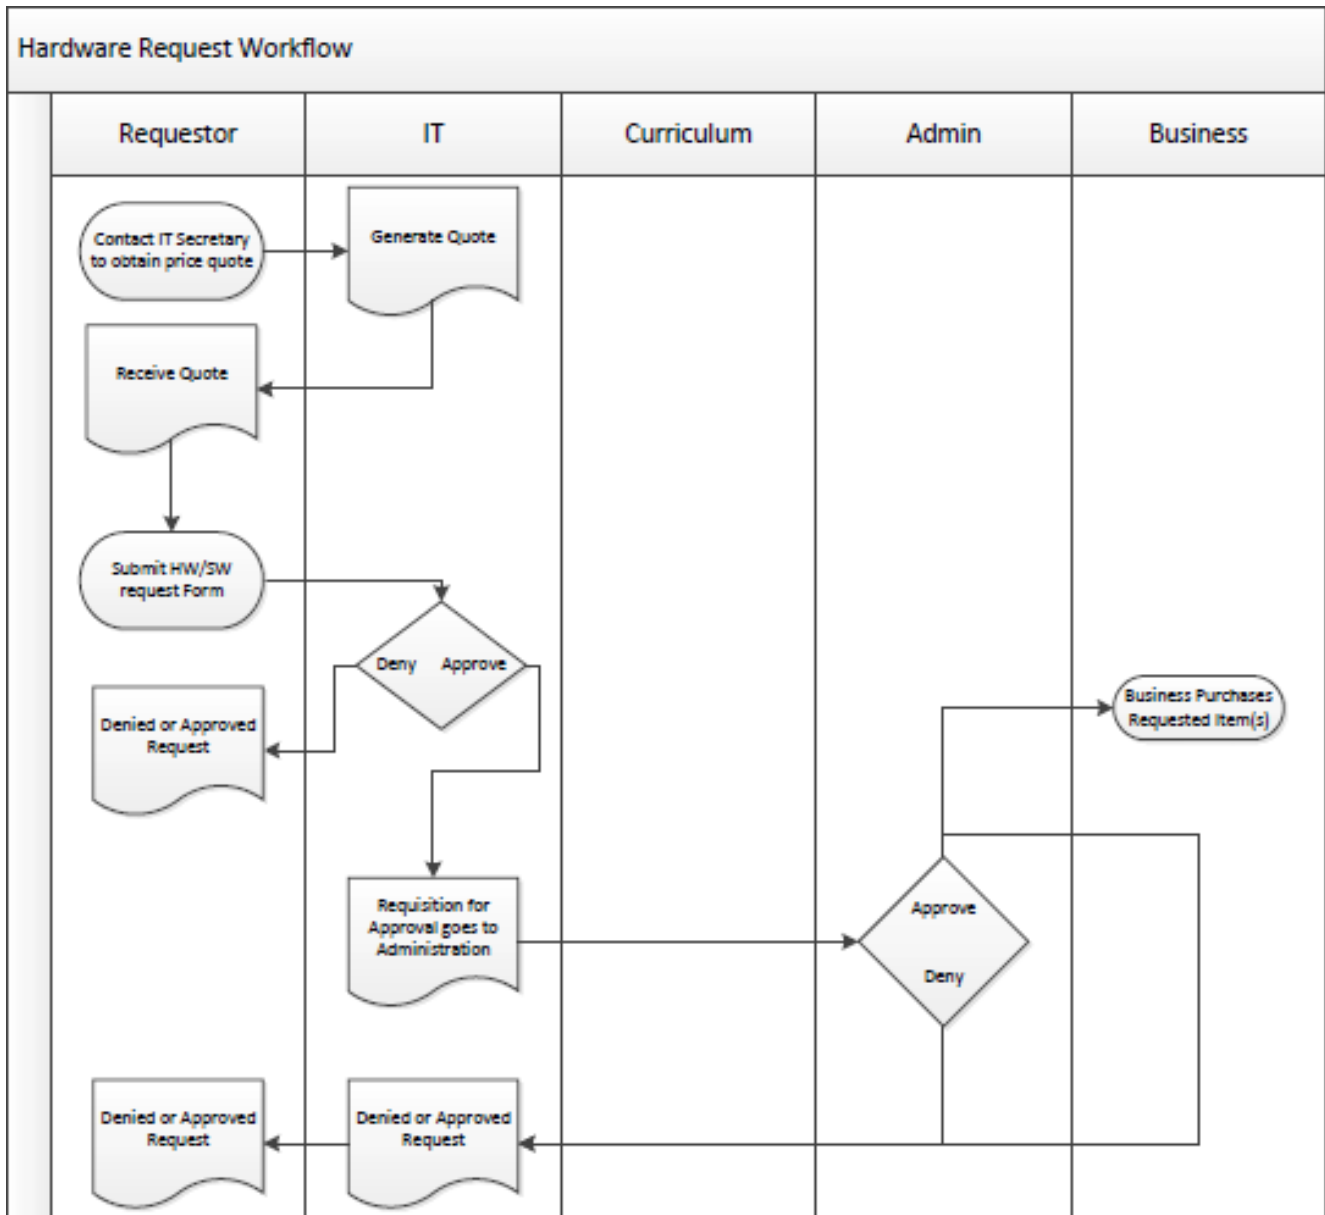 Hardware Request Workflow
Requestor
IT
Curriculum
Admin
Business
Contact IT Secretary
to obtain price quote
Generate Quote
Receive Quote
Submit HW/SW
request Form
Deny
Approve
Denied or Approved
Request
Business Purchases
Requested Item(s)
Requisition for
Approval goes to
Administration
Approve
Deny
Denied or Approved
Request
Denied or Approved
Request